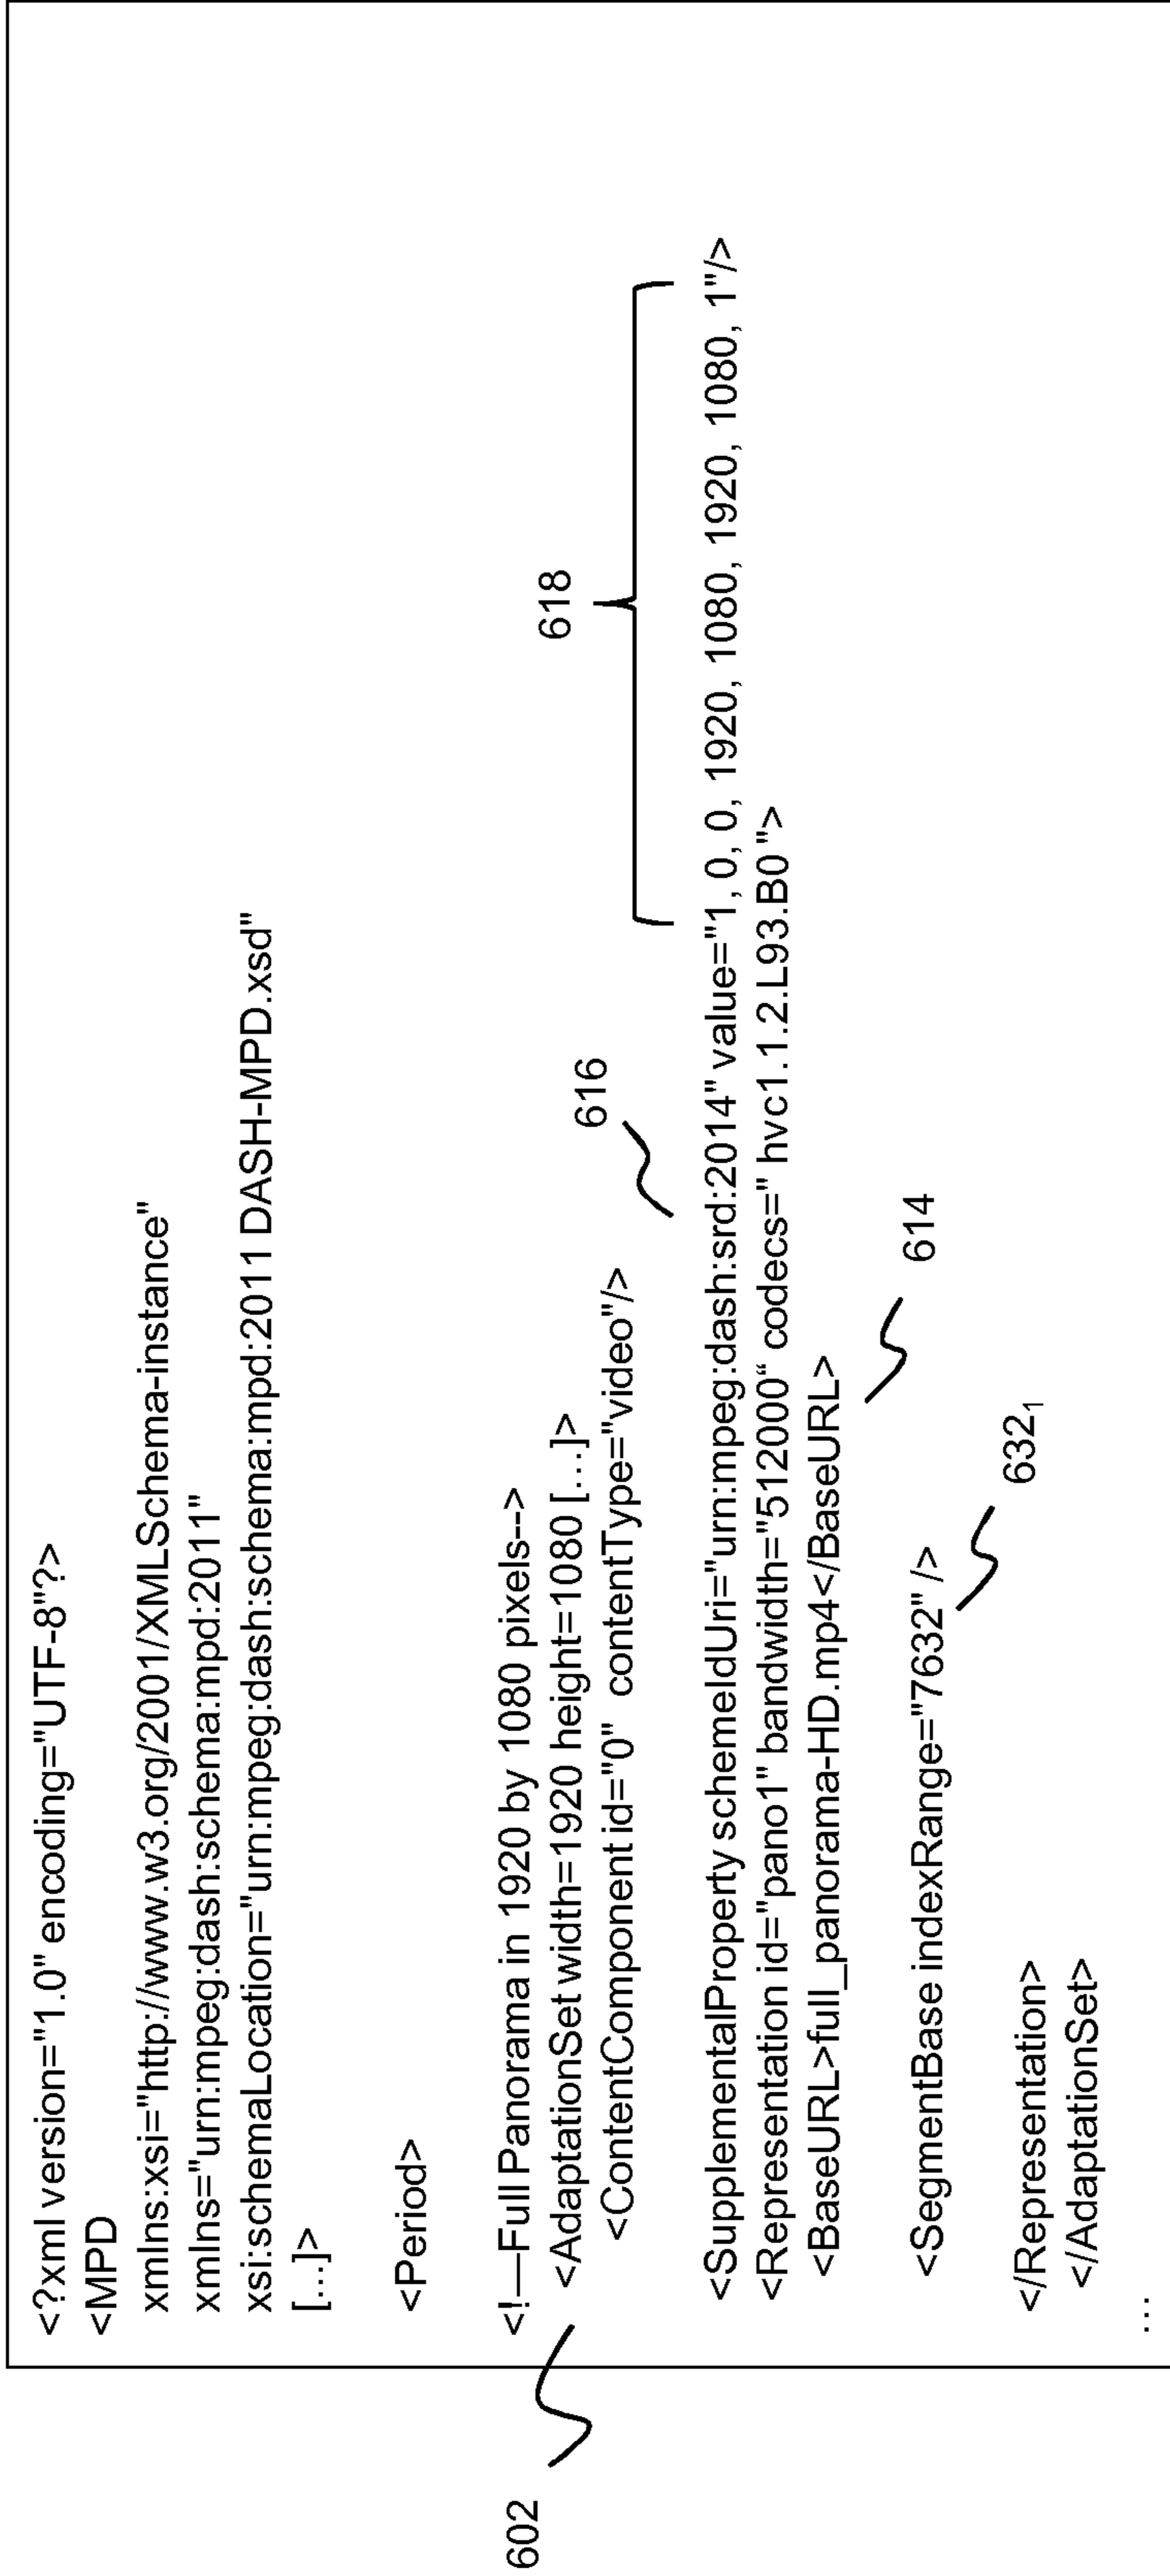 <?xml version="1.0" encoding="UTF-8"?>
<MPD
xmlns:xsi="http://www.w3.org/2001/XMLSchema-instance"
xmlns="urn:mpeg:dash:schema:mpd:2011"
xsi:schemaLocation="urn:mpeg:dash:schema:mpd:2011 DASH-MPD.xsd"
[...]>
<Period>
<!—Full Panorama in 1920 by 1080 pixels-->
602
<AdaptationSet width=1920 height=1080 [...]>
618
<ContentComponent id="0" contentType="video"/>
616
<SupplementalProperty schemeIdUri="urn:mpeg:dash:srd:2014" value="1, 0, 0, 1920, 1080, 1920, 1080, 1"/>
<Representation id="pano1" bandwidth="512000“ codecs=" hvc1.1.2.L93.B0 ">
<BaseURL>full_panorama-HD.mp4</BaseURL>
614
<SegmentBase indexRange="7632" />
632₁
</Representation>
</AdaptationSet>
...